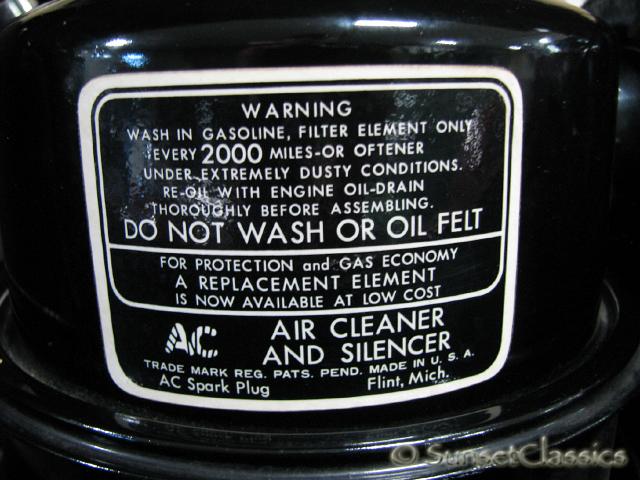 WARNING
WASH IN GASOLINE, FILTER ELEMENT ONLY
EVERY 2000 MILES-OR OFTENER
UNDER EXTREMELY DUSTY CONDITIONS.
RE-OIL WITH ENGINE OIL-DRAIN
THOROUGHLY BEFORE ASSEMBLING.
DO NOT WASH OR OIL FELT
FOR PROTECTION and GAS ECONOMY
A REPLACEMENT ELEMENT
IS NOW AVAILABLE AT LOW COST
AC AIR CLEANER
AND SILENCER
TRADE MARK REG. PATS. PEND. MADE IN U. S. A.
AC Spark Plug Flint, Mich.
© SunsetClassics